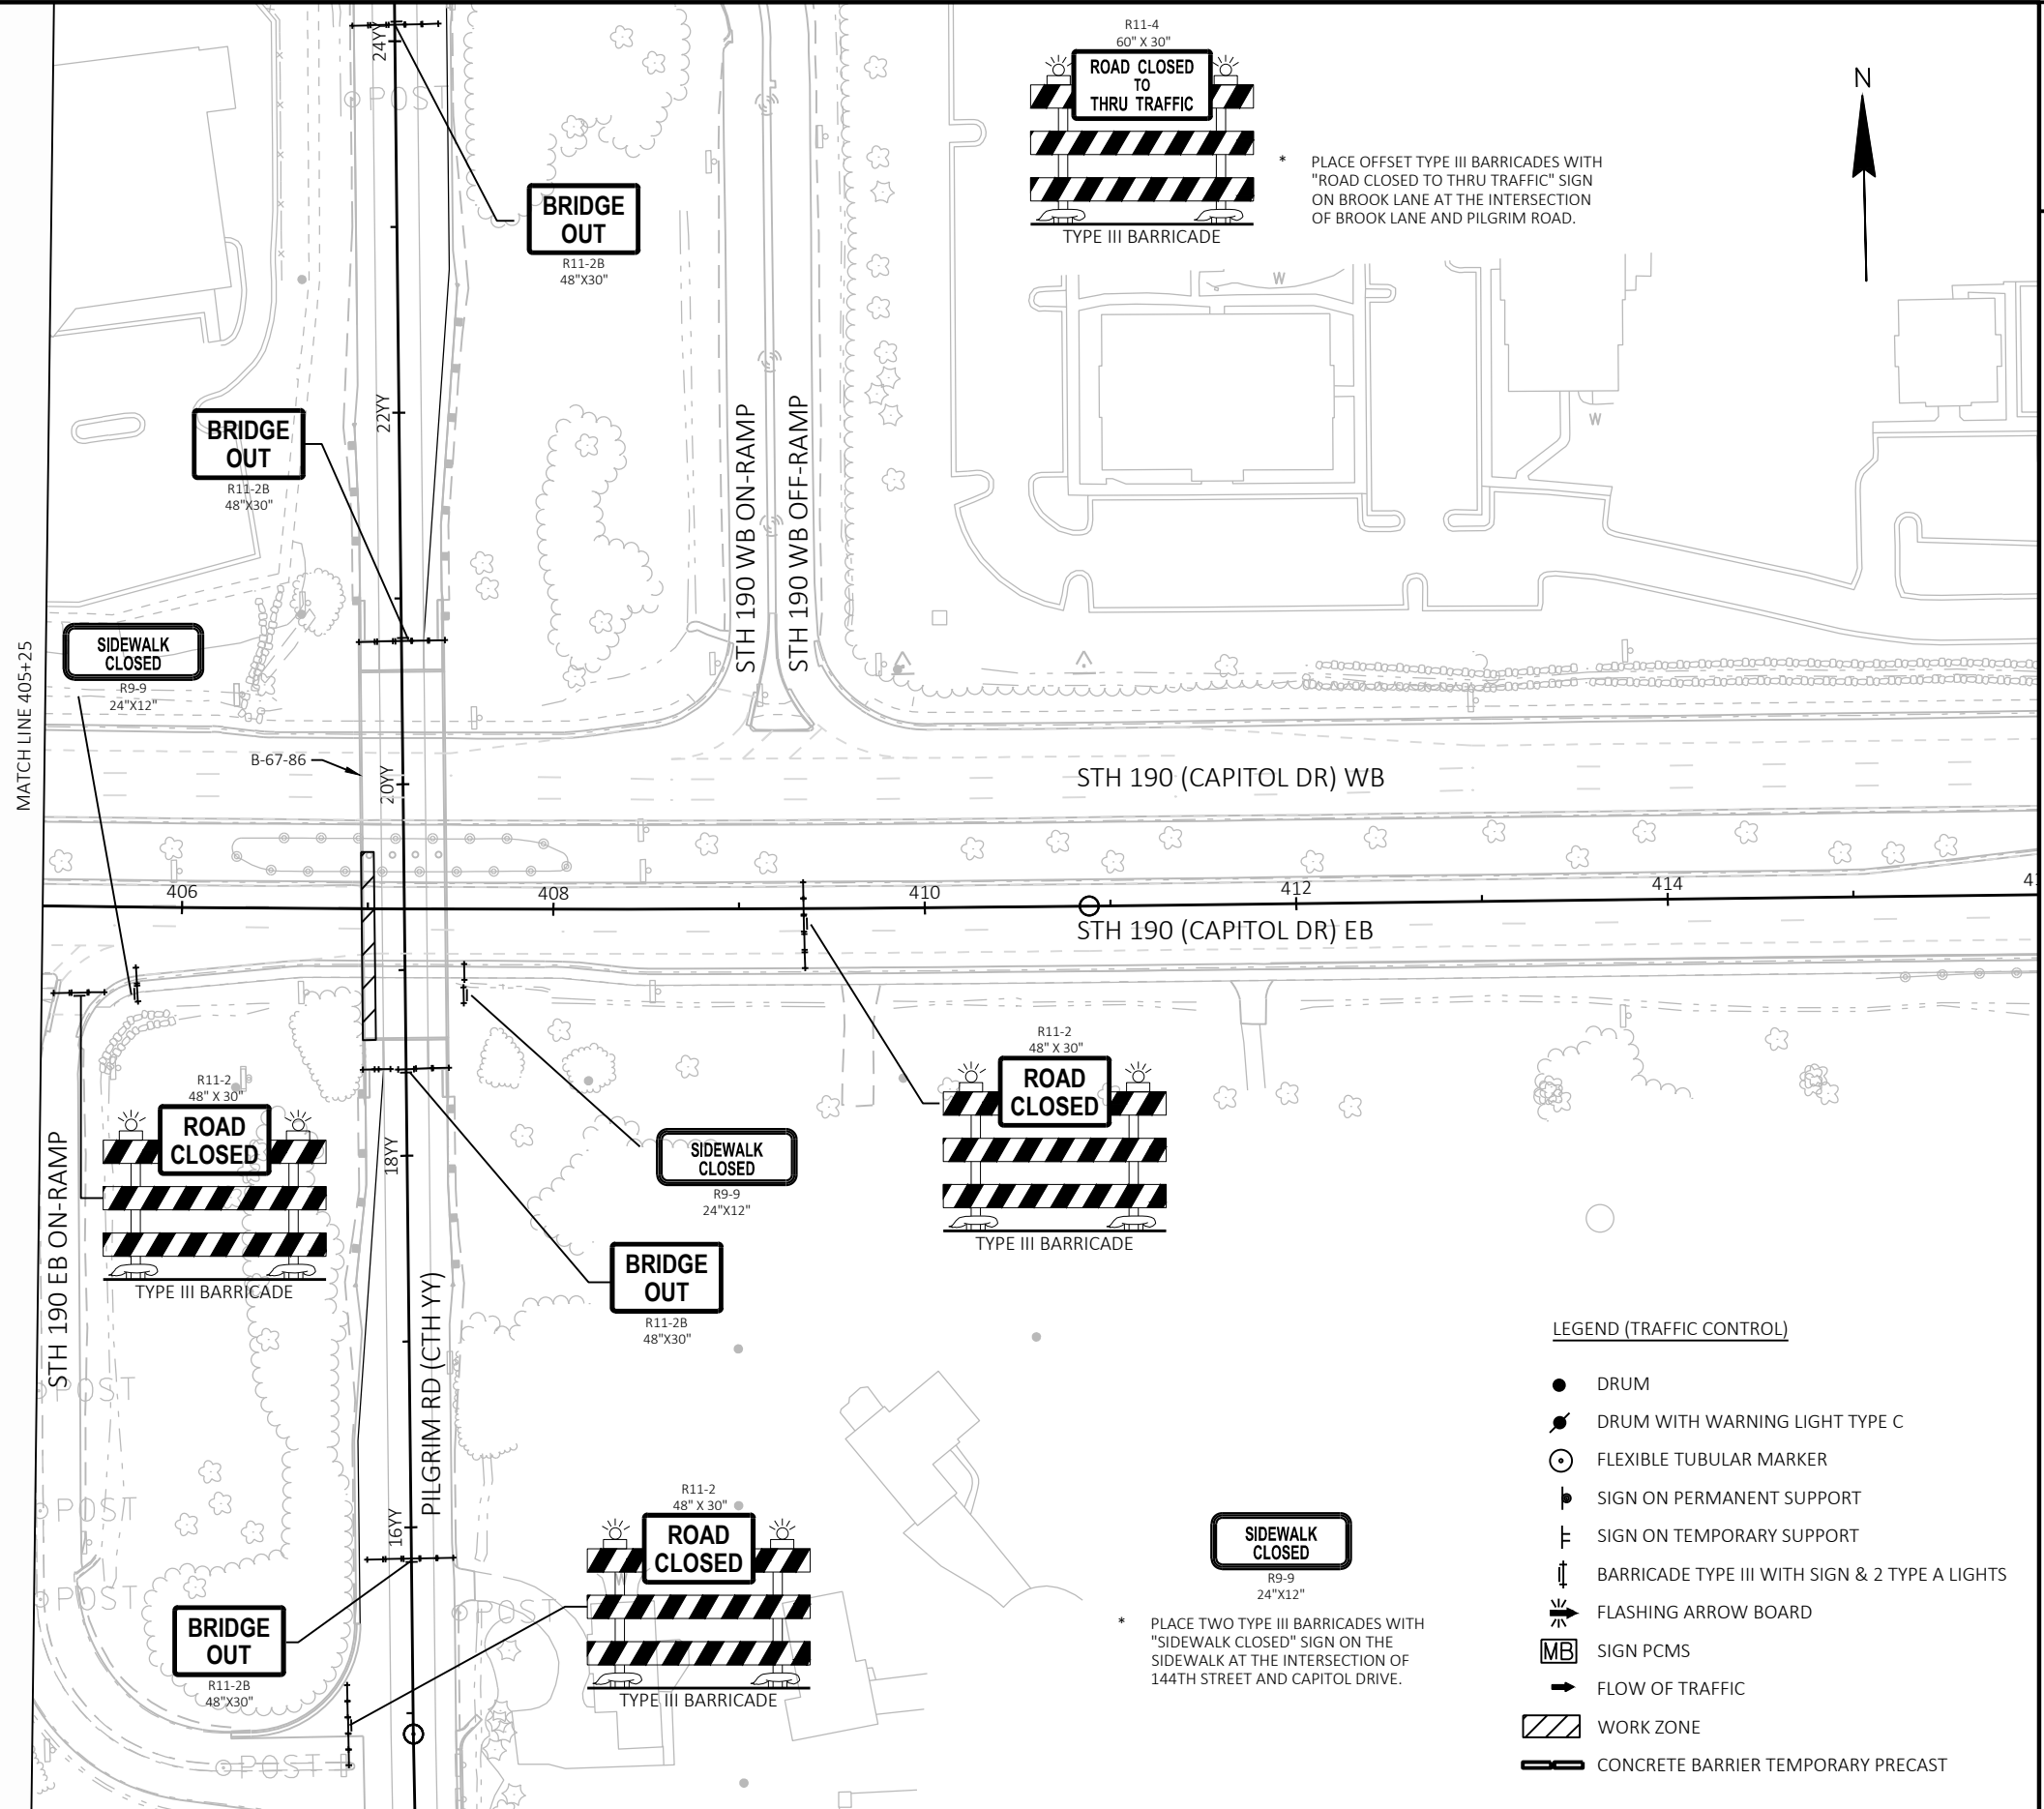 R11-4
60" X 30"
ROAD CLOSED
TO
THRU TRAFFIC
TYPE III BARRICADE
* PLACE OFFSET TYPE III BARRICADES WITH
"ROAD CLOSED TO THRU TRAFFIC" SIGN
ON BROOK LANE AT THE INTERSECTION
OF BROOK LANE AND PILGRIM ROAD.
N
24YY
POST
BRIDGE
OUT
R11-2B
48"X30"
W
W
22YY
BRIDGE
OUT
R11-2B
48"X30"
STH 190 WB ON-RAMP
STH 190 WB OFF-RAMP
MATCH LINE 405+25
SIDEWALK
CLOSED
R9-9
24"X12"
B-67-86
20YY
STH 190 (CAPITOL DR) WB
406
408
410
412
414
41
STH 190 (CAPITOL DR) EB
R11-2
48" X 30"
ROAD
CLOSED
TYPE III BARRICADE
R11-2
48" X 30"
ROAD
CLOSED
TYPE III BARRICADE
STH 190 EB ON-RAMP
18YY
SIDEWALK
CLOSED
R9-9
24"X12"
BRIDGE
OUT
R11-2B
48"X30"
PILGRIM RD (CTH YY)
POST
POST
POST
16YY
POST
W
R11-2
48" X 30"
ROAD
CLOSED
TYPE III BARRICADE
BRIDGE
OUT
R11-2B
48"X30"
POST
SIDEWALK
CLOSED
R9-9
24"X12"
* PLACE TWO TYPE III BARRICADES WITH
"SIDEWALK CLOSED" SIGN ON THE
SIDEWALK AT THE INTERSECTION OF
144TH STREET AND CAPITOL DRIVE.
LEGEND (TRAFFIC CONTROL)
DRUM
DRUM WITH WARNING LIGHT TYPE C
FLEXIBLE TUBULAR MARKER
SIGN ON PERMANENT SUPPORT
SIGN ON TEMPORARY SUPPORT
BARRICADE TYPE III WITH SIGN & 2 TYPE A LIGHTS
FLASHING ARROW BOARD
MB SIGN PCMS
FLOW OF TRAFFIC
WORK ZONE
CONCRETE BARRIER TEMPORARY PRECAST